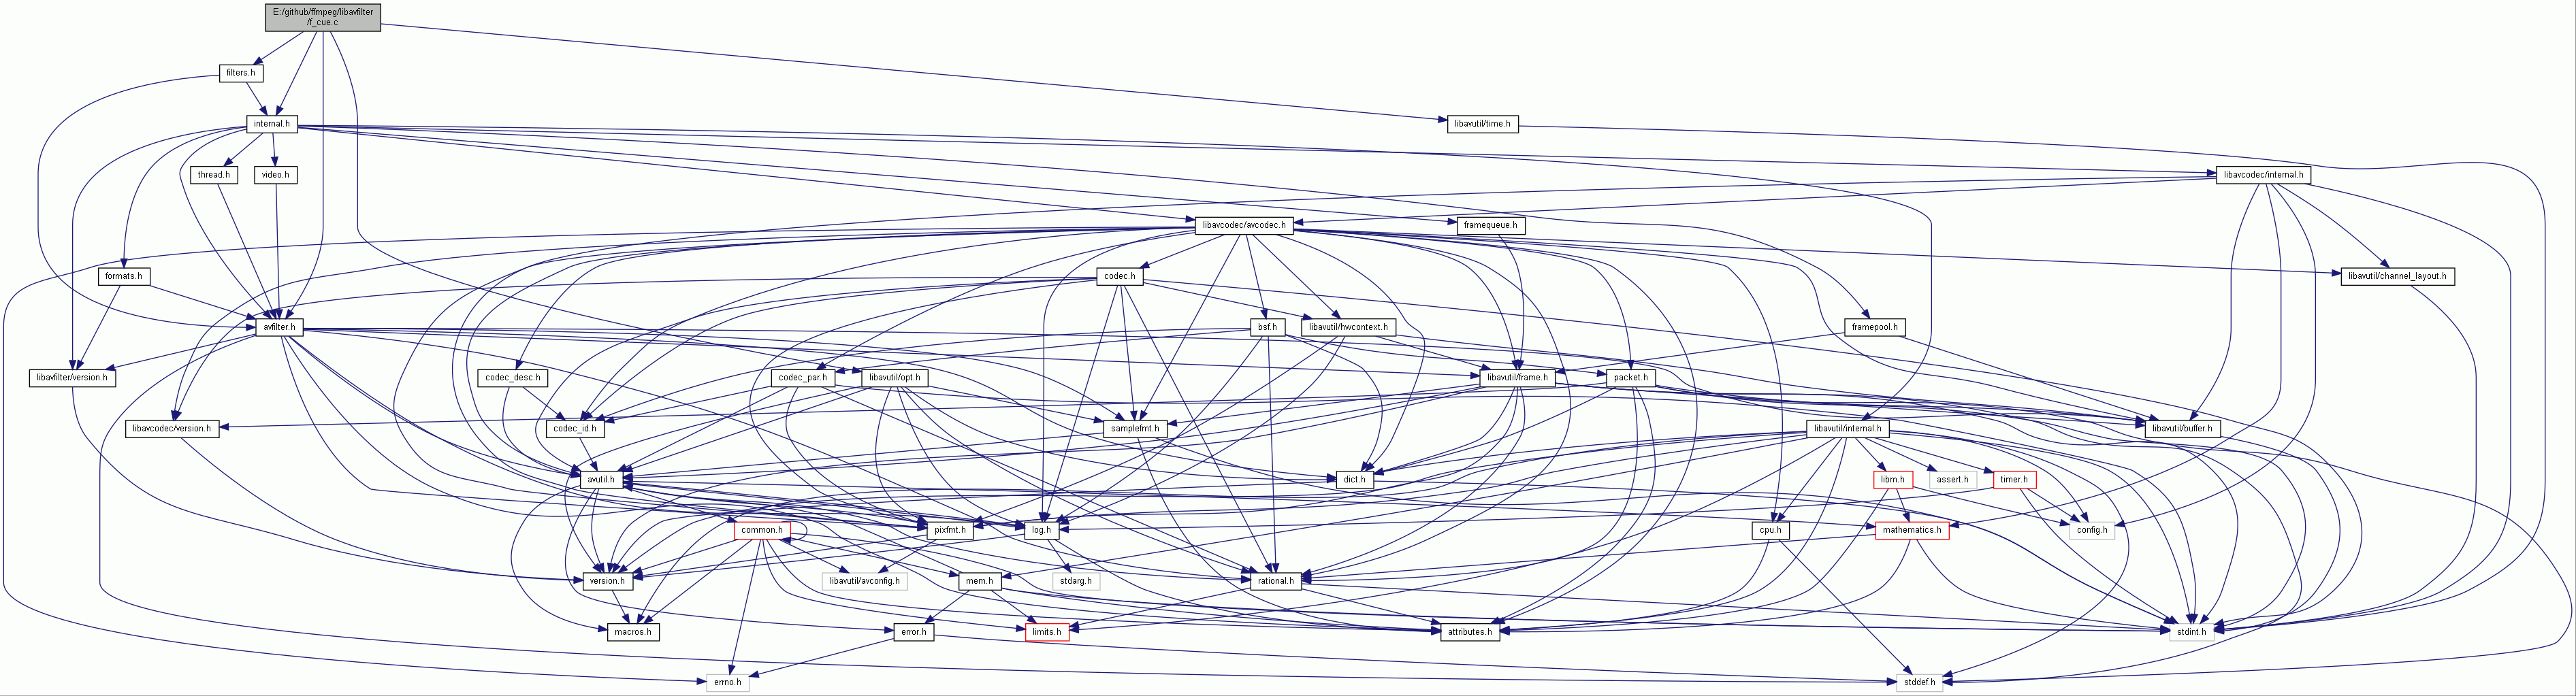 E:/github/ffmpeg/libavfilter
/f_cue.c
filters.h
internal.h
libavutil/time.h
thread.h
video.h
libavcodec/internal.h
libavcodec/avcodec.h
framequeue.h
formats.h
codec.h
libavutil/channel_layout.h
avfilter.h
bsf.h
libavutil/hwcontext.h
framepool.h
libavfilter/version.h
codec_desc.h
codec_par.h
libavutil/opt.h
libavutil/frame.h
packet.h
libavcodec/version.h
codec_id.h
samplefmt.h
libavutil/internal.h
libavutil/buffer.h
avutil.h
dict.h
libm.h
assert.h
timer.h
common.h
pixfmt.h
log.h
cpu.h
mathematics.h
config.h
version.h
libavutil/avconfig.h
mem.h
stdarg.h
rational.h
macros.h
error.h
limits.h
attributes.h
stdint.h
errno.h
stddef.h